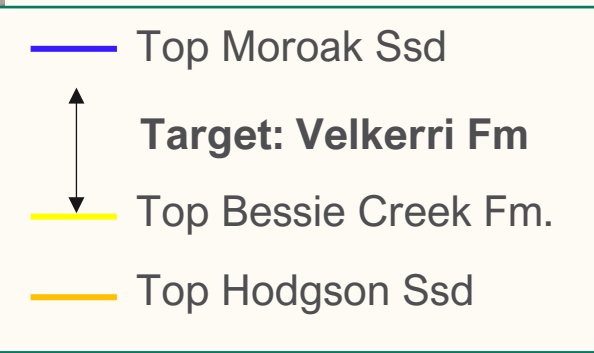 Top Moroak Ssd
Target: Velkerri Fm
Top Bessie Creek Fm.
Top Hodgson Ssd